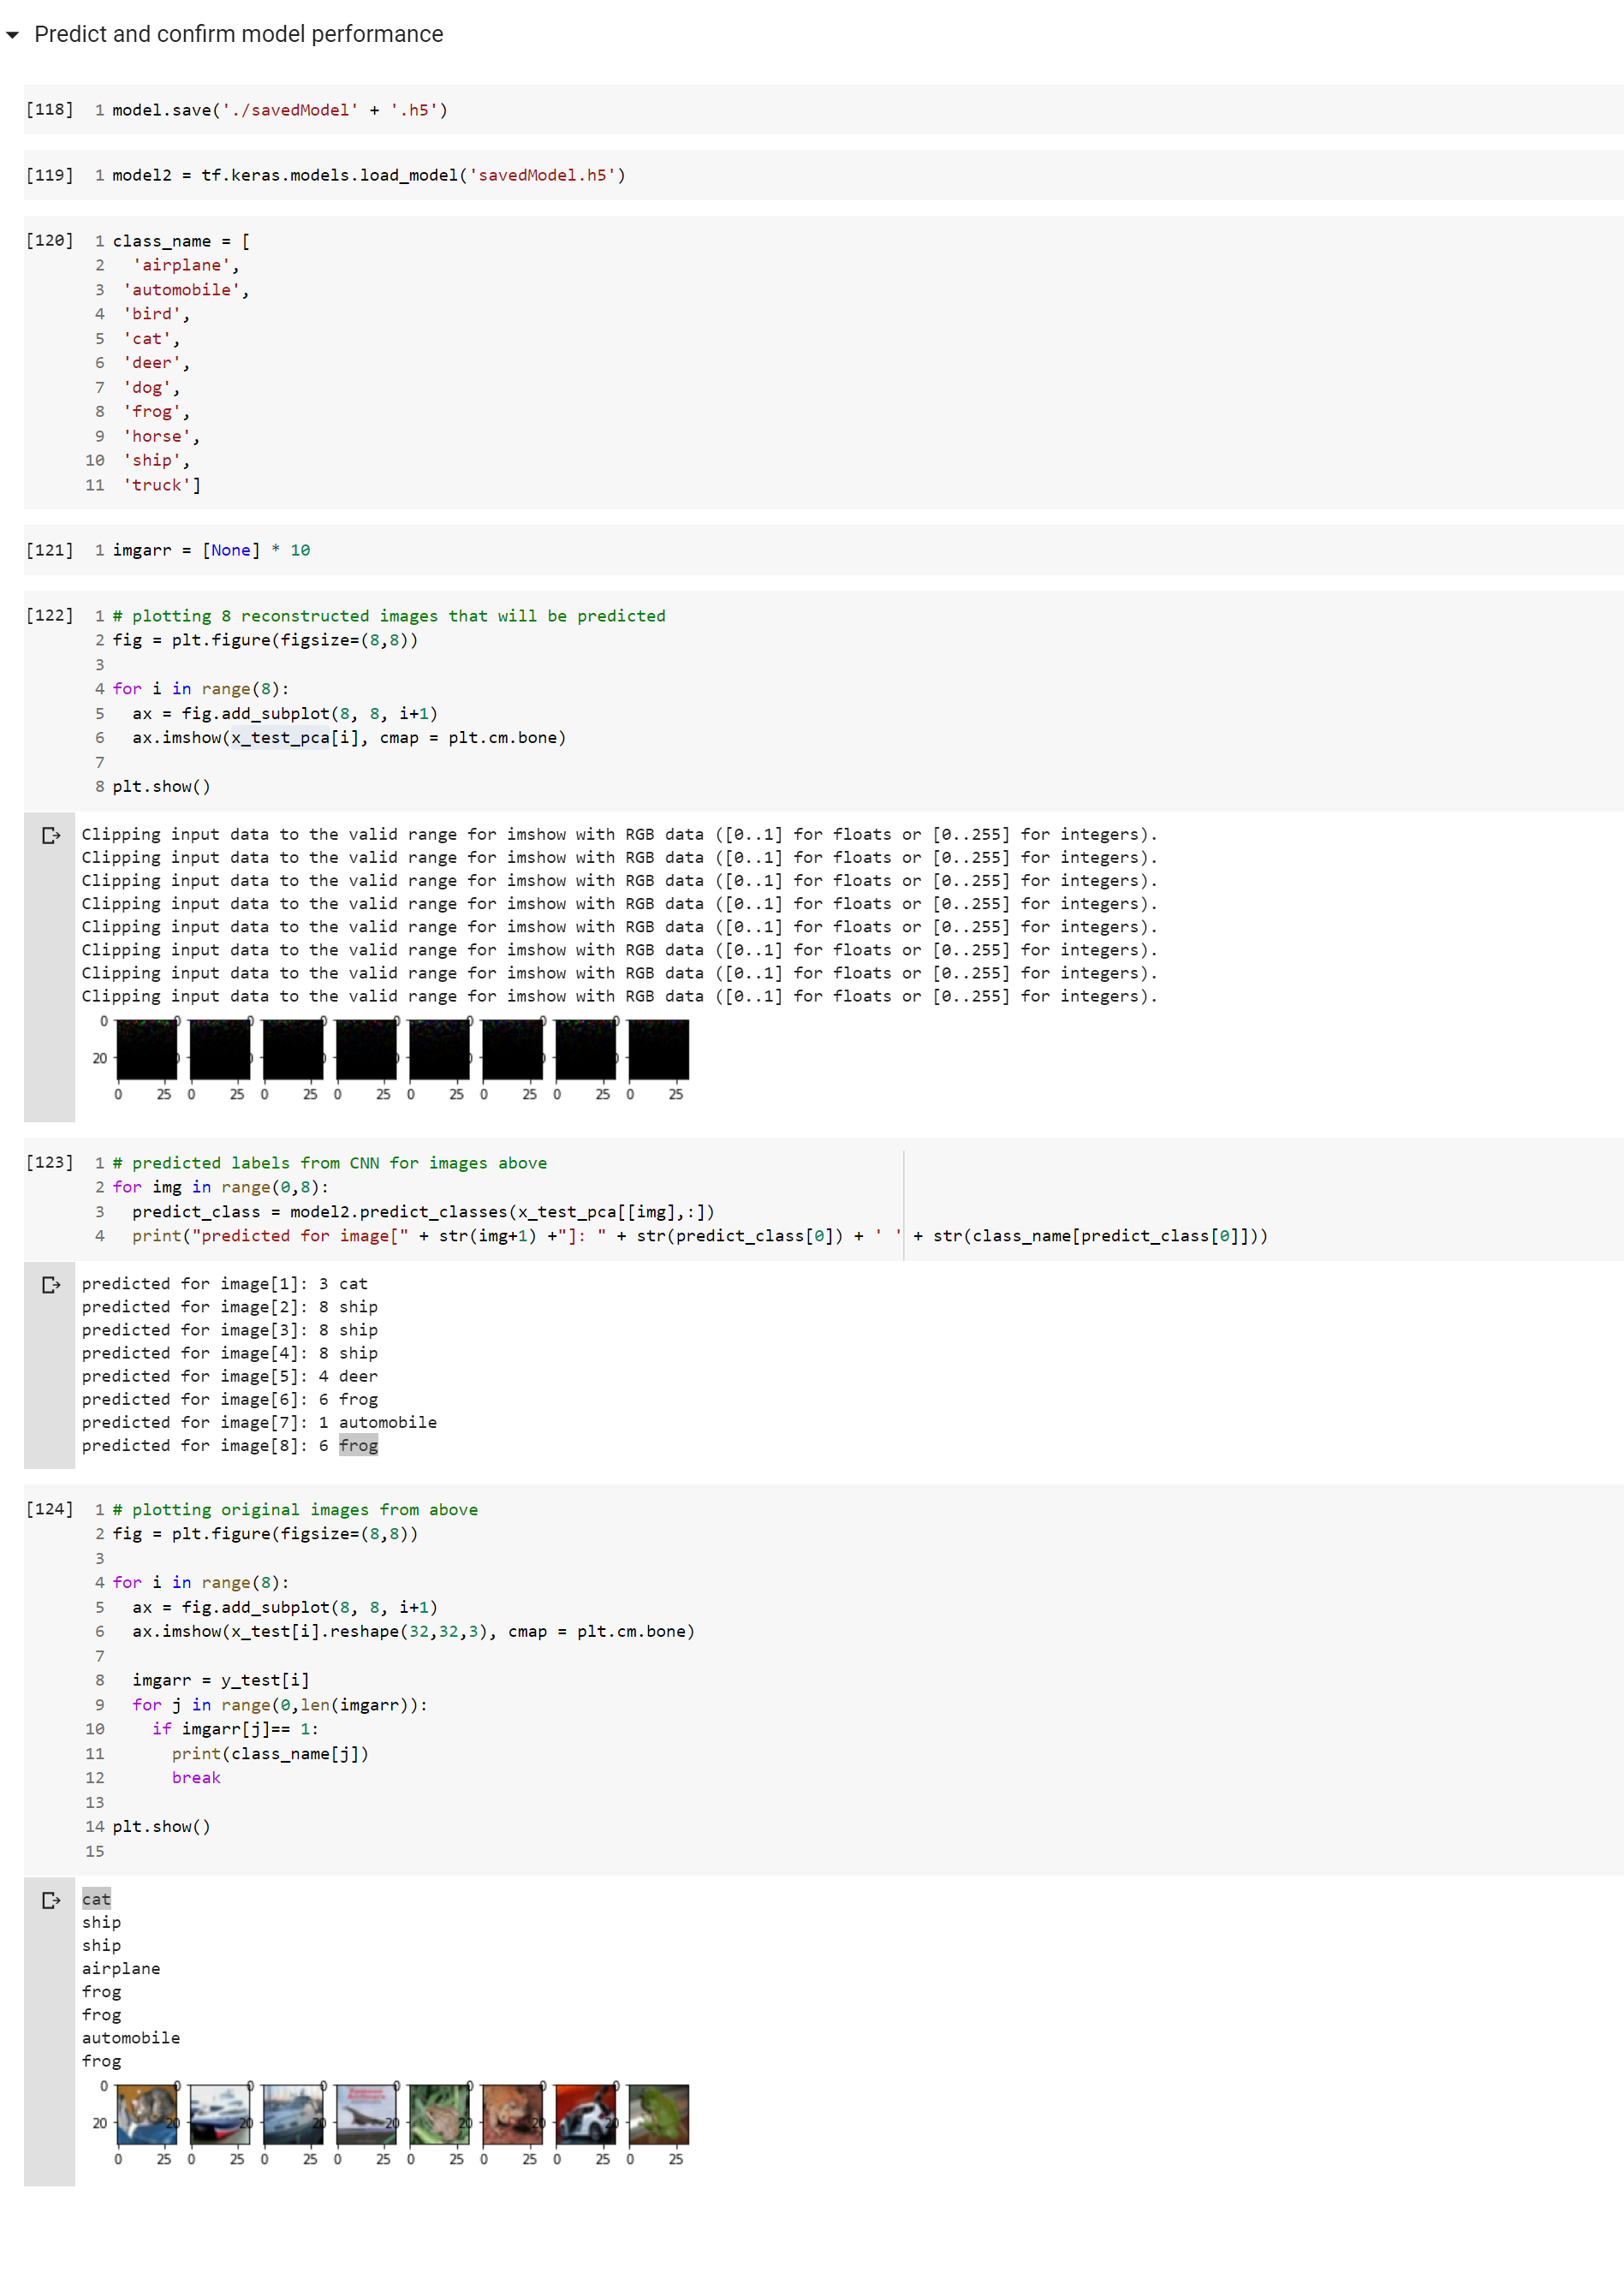 Predict and confirm model performance
[118] 1 model.save('./savedModel' + '.h5')
[119] 1 model2 = tf.keras.models.load_model('savedModel.h5')
[120] 1 class_name = [
2 'airplane',
3 'automobile',
4 'bird',
5 'cat',
6 'deer',
7 'dog',
8 'frog',
9 'horse',
10 'ship',
11 'truck']
[121] 1 imgarr = [None] * 10
[122] 1 # plotting 8 reconstructed images that will be predicted
2 fig = plt.figure(figsize=(8,8))
3
4 for i in range(8):
5 ax = fig.add_subplot(8, 8, i+1)
6 ax.imshow(x_test_pca[i], cmap = plt.cm.bone)
7
8 plt.show()
Clipping input data to the valid range for imshow with RGB data ([0..1] for floats or [0..255] for integers).
Clipping input data to the valid range for imshow with RGB data ([0..1] for floats or [0..255] for integers).
Clipping input data to the valid range for imshow with RGB data ([0..1] for floats or [0..255] for integers).
Clipping input data to the valid range for imshow with RGB data ([0..1] for floats or [0..255] for integers).
Clipping input data to the valid range for imshow with RGB data ([0..1] for floats or [0..255] for integers).
Clipping input data to the valid range for imshow with RGB data ([0..1] for floats or [0..255] for integers).
Clipping input data to the valid range for imshow with RGB data ([0..1] for floats or [0..255] for integers).
Clipping input data to the valid range for imshow with RGB data ([0..1] for floats or [0..255] for integers).
0 0 0 0 0 0 0 0
20
0 25 0 25 0 25 0 25 0 25 0 25 0 25 0 25
[123] 1 # predicted labels from CNN for images above
2 for img in range(0,8):
3 predict_class = model2.predict_classes(x_test_pca[[img],:])
4 print("predicted for image[" + str(img+1) +"]: " + str(predict_class[0]) + ' ' + str(class_name[predict_class[0]]))
predicted for image[1]: 3 cat
predicted for image[2]: 8 ship
predicted for image[3]: 8 ship
predicted for image[4]: 8 ship
predicted for image[5]: 4 deer
predicted for image[6]: 6 frog
predicted for image[7]: 1 automobile
predicted for image[8]: 6 frog
[124] 1 # plotting original images from above
2 fig = plt.figure(figsize=(8,8))
3
4 for i in range(8):
5 ax = fig.add_subplot(8, 8, i+1)
6 ax.imshow(x_test[i].reshape(32,32,3), cmap = plt.cm.bone)
7
8 imgarr = y_test[i]
9 for j in range(0,len(imgarr)):
10 if imgarr[j]== 1:
11 print(class_name[j])
12 break
13
14 plt.show()
15
cat
ship
ship
airplane
frog
frog
automobile
frog
0 0 0 0 0 0 0 0
20 20 20 20 20 20 20 20
0 25 0 25 0 25 0 25 0 25 0 25 0 25 0 25